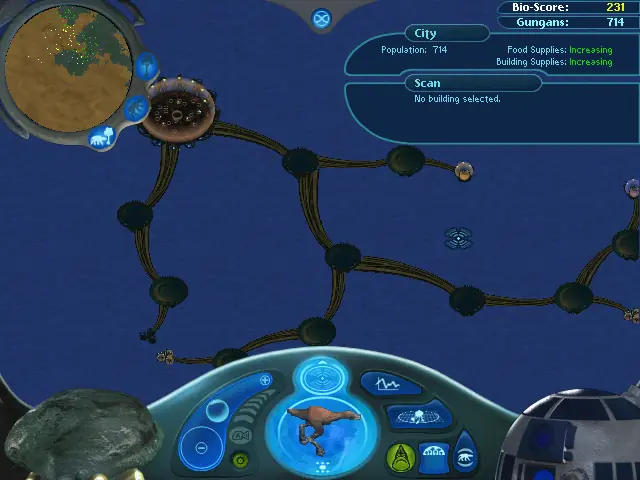 Bio-Score: 231
Gungans: 714
City
Population: 714
Food Supplies: Increasing
Building Supplies: Increasing
Scan
No building selected.